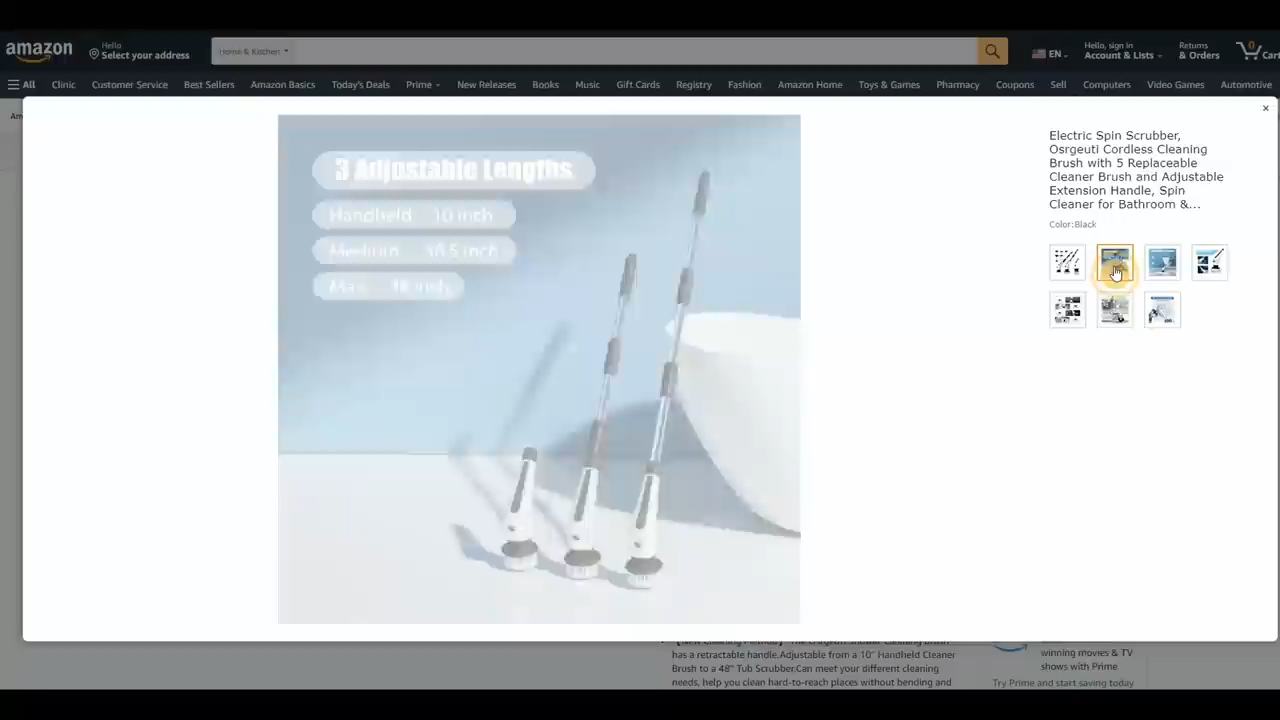 amazon
Hello
Select your address
Home & Kitchen
EN
Hello, sign in
Account & Lists
Returns
& Orders
0
Cart
All
Clinic
Customer Service
Best Sellers
Amazon Basics
Today's Deals
Prime
New Releases
Books
Music
Gift Cards
Registry
Fashion
Amazon Home
Toys & Games
Pharmacy
Coupons
Sell
Computers
Video Games
Automotive
3 Adjustable Lengths
Handheld 10 inch
Medium
inch
Electric Spin Scrubber,
Osrgeuti Cordless Cleaning
Brush with 5 Replaceable
Cleaner Brush and Adjustable
Extension Handle, Spin
Cleaner for Bathroom &...
Color:Black
has a retractable handle.Adjustable from a 10" Handheld Cleaner
Brush to a 48" Tub Scrubber.Can meet your different cleaning
needs, help you clean hard-to-reach places without bending and
winning movies & TV
shows with Prime
Try Prime and start saving today